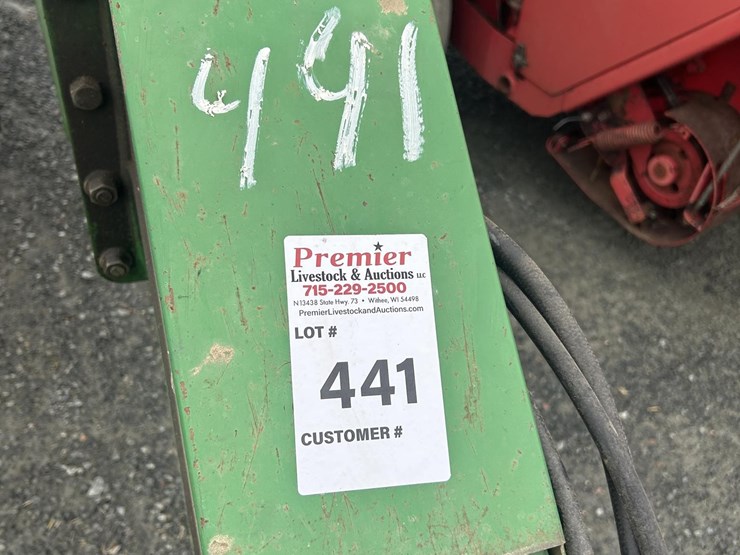 441
Premier
Livestock & Auctions LLC
715-229-2500
N13438 State Hwy. 73 • Withee, WI 54498
PremierLivestockandAuctions.com
LOT #
441
CUSTOMER #